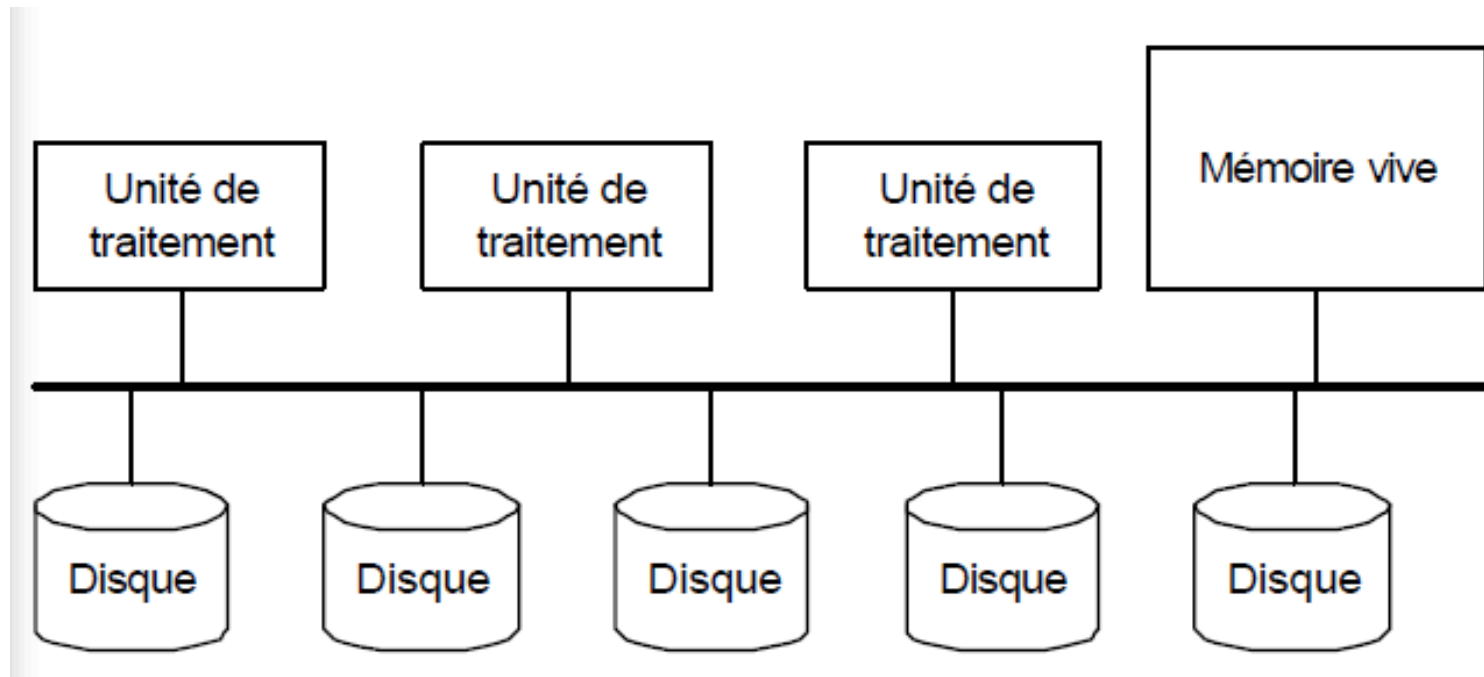 Unité de
traitement
Unité de
traitement
Unité de
traitement
Mémoire vive
Disque
Disque
Disque
Disque
Disque